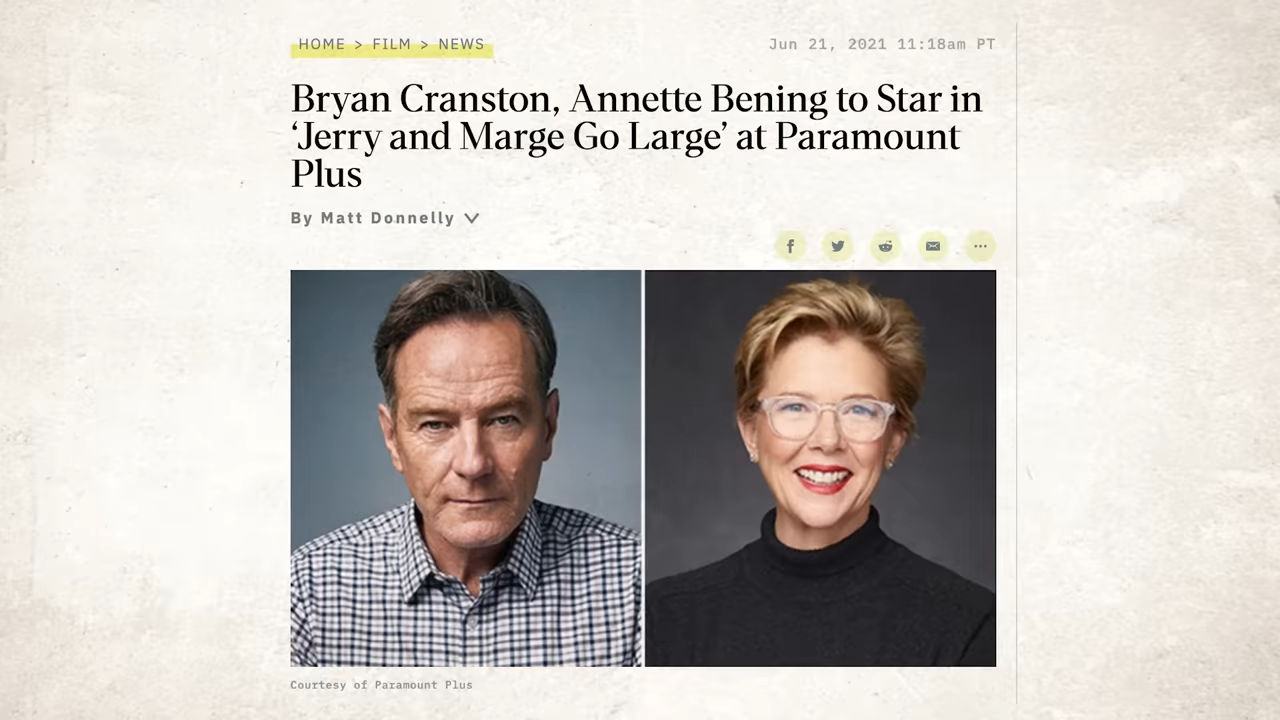 HOME > FILM > NEWS
Jun 21, 2021 11:18am PT
Bryan Cranston, Annette Bening to Star in
‘Jerry and Marge Go Large’ at Paramount
Plus
By Matt Donnelly
Courtesy of Paramount Plus